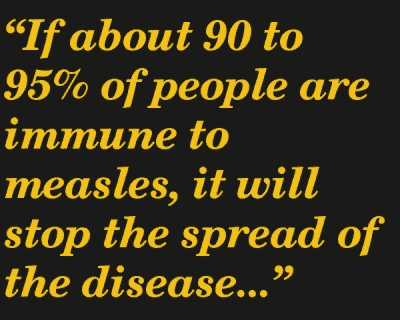 “If about 90 to
95% of people are
immune to
measles, it will
stop the spread of
the disease...”